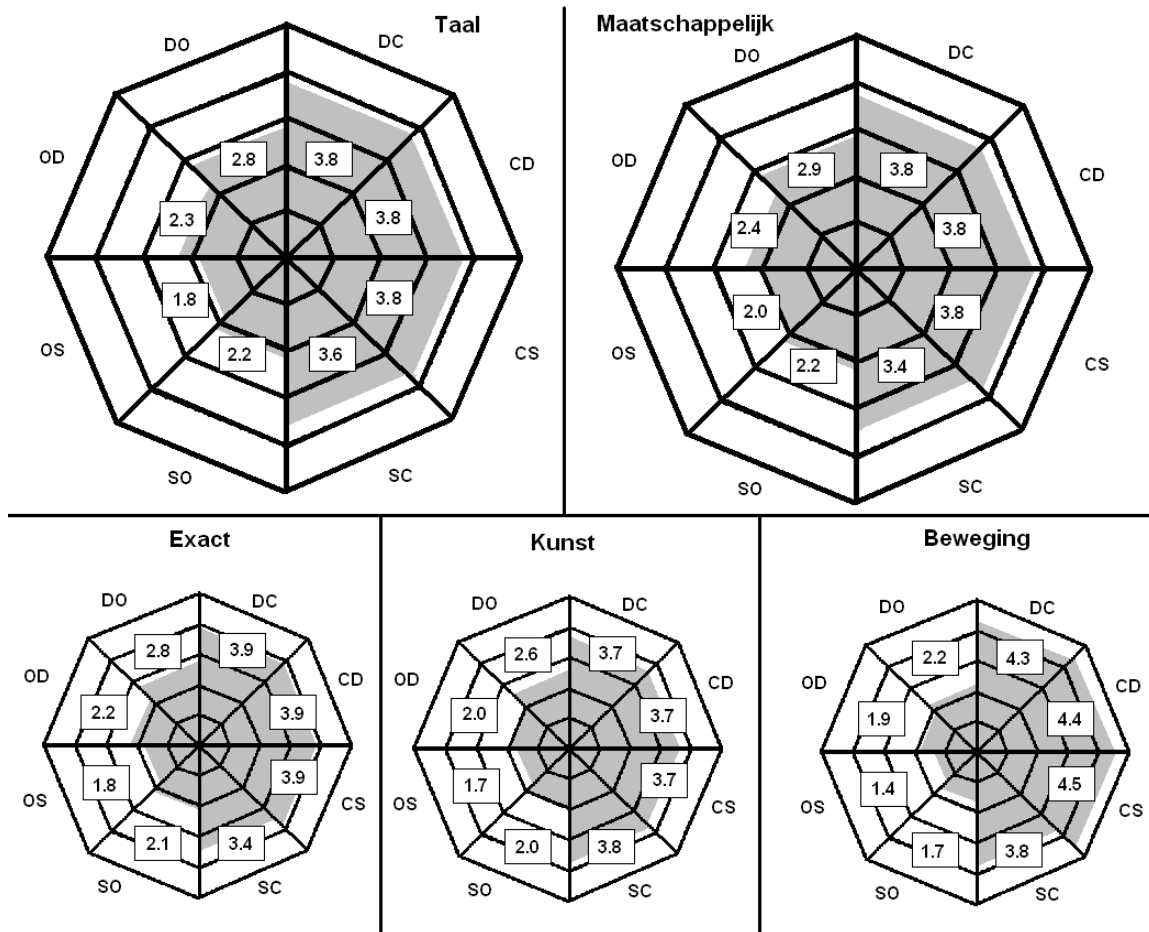 Taal
DO
DC
OD
2.8
3.8
CD
2.3
3.8
1.8
3.8
OS
2.2
3.6
CS
SO
SC
Maatschappelijk
DO
DC
OD
2.9
3.8
CD
2.4
3.8
2.0
3.8
OS
2.2
3.4
CS
SO
SC
Exact
DO
DC
2.8
3.9
OD
CD
2.2
3.9
1.8
3.9
OS
CS
2.1
3.4
SO
SC
Kunst
DO
DC
2.6
3.7
OD
CD
2.0
3.7
1.7
3.7
OS
CS
2.0
3.8
SO
SC
Beweging
DO
DC
2.2
4.3
OD
CD
1.9
4.4
1.4
4.5
OS
CS
1.7
3.8
SO
SC